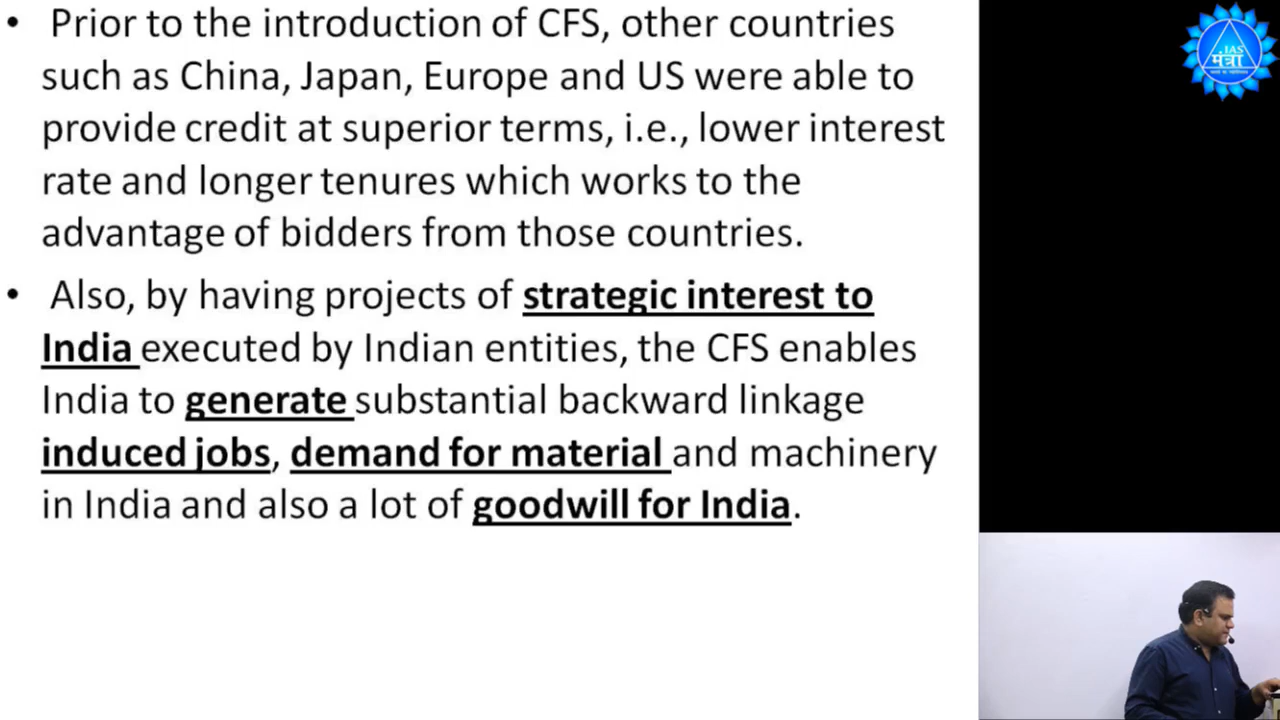 • Prior to the introduction of CFS, other countries
such as China, Japan, Europe and US were able to
provide credit at superior terms, i.e., lower interest
rate and longer tenures which works to the
advantage of bidders from those countries.
• Also, by having projects of strategic interest to
India executed by Indian entities, the CFS enables
India to generate substantial backward linkage
induced jobs, demand for material and machinery
in India and also a lot of goodwill for India.
IAS
मंत्रा